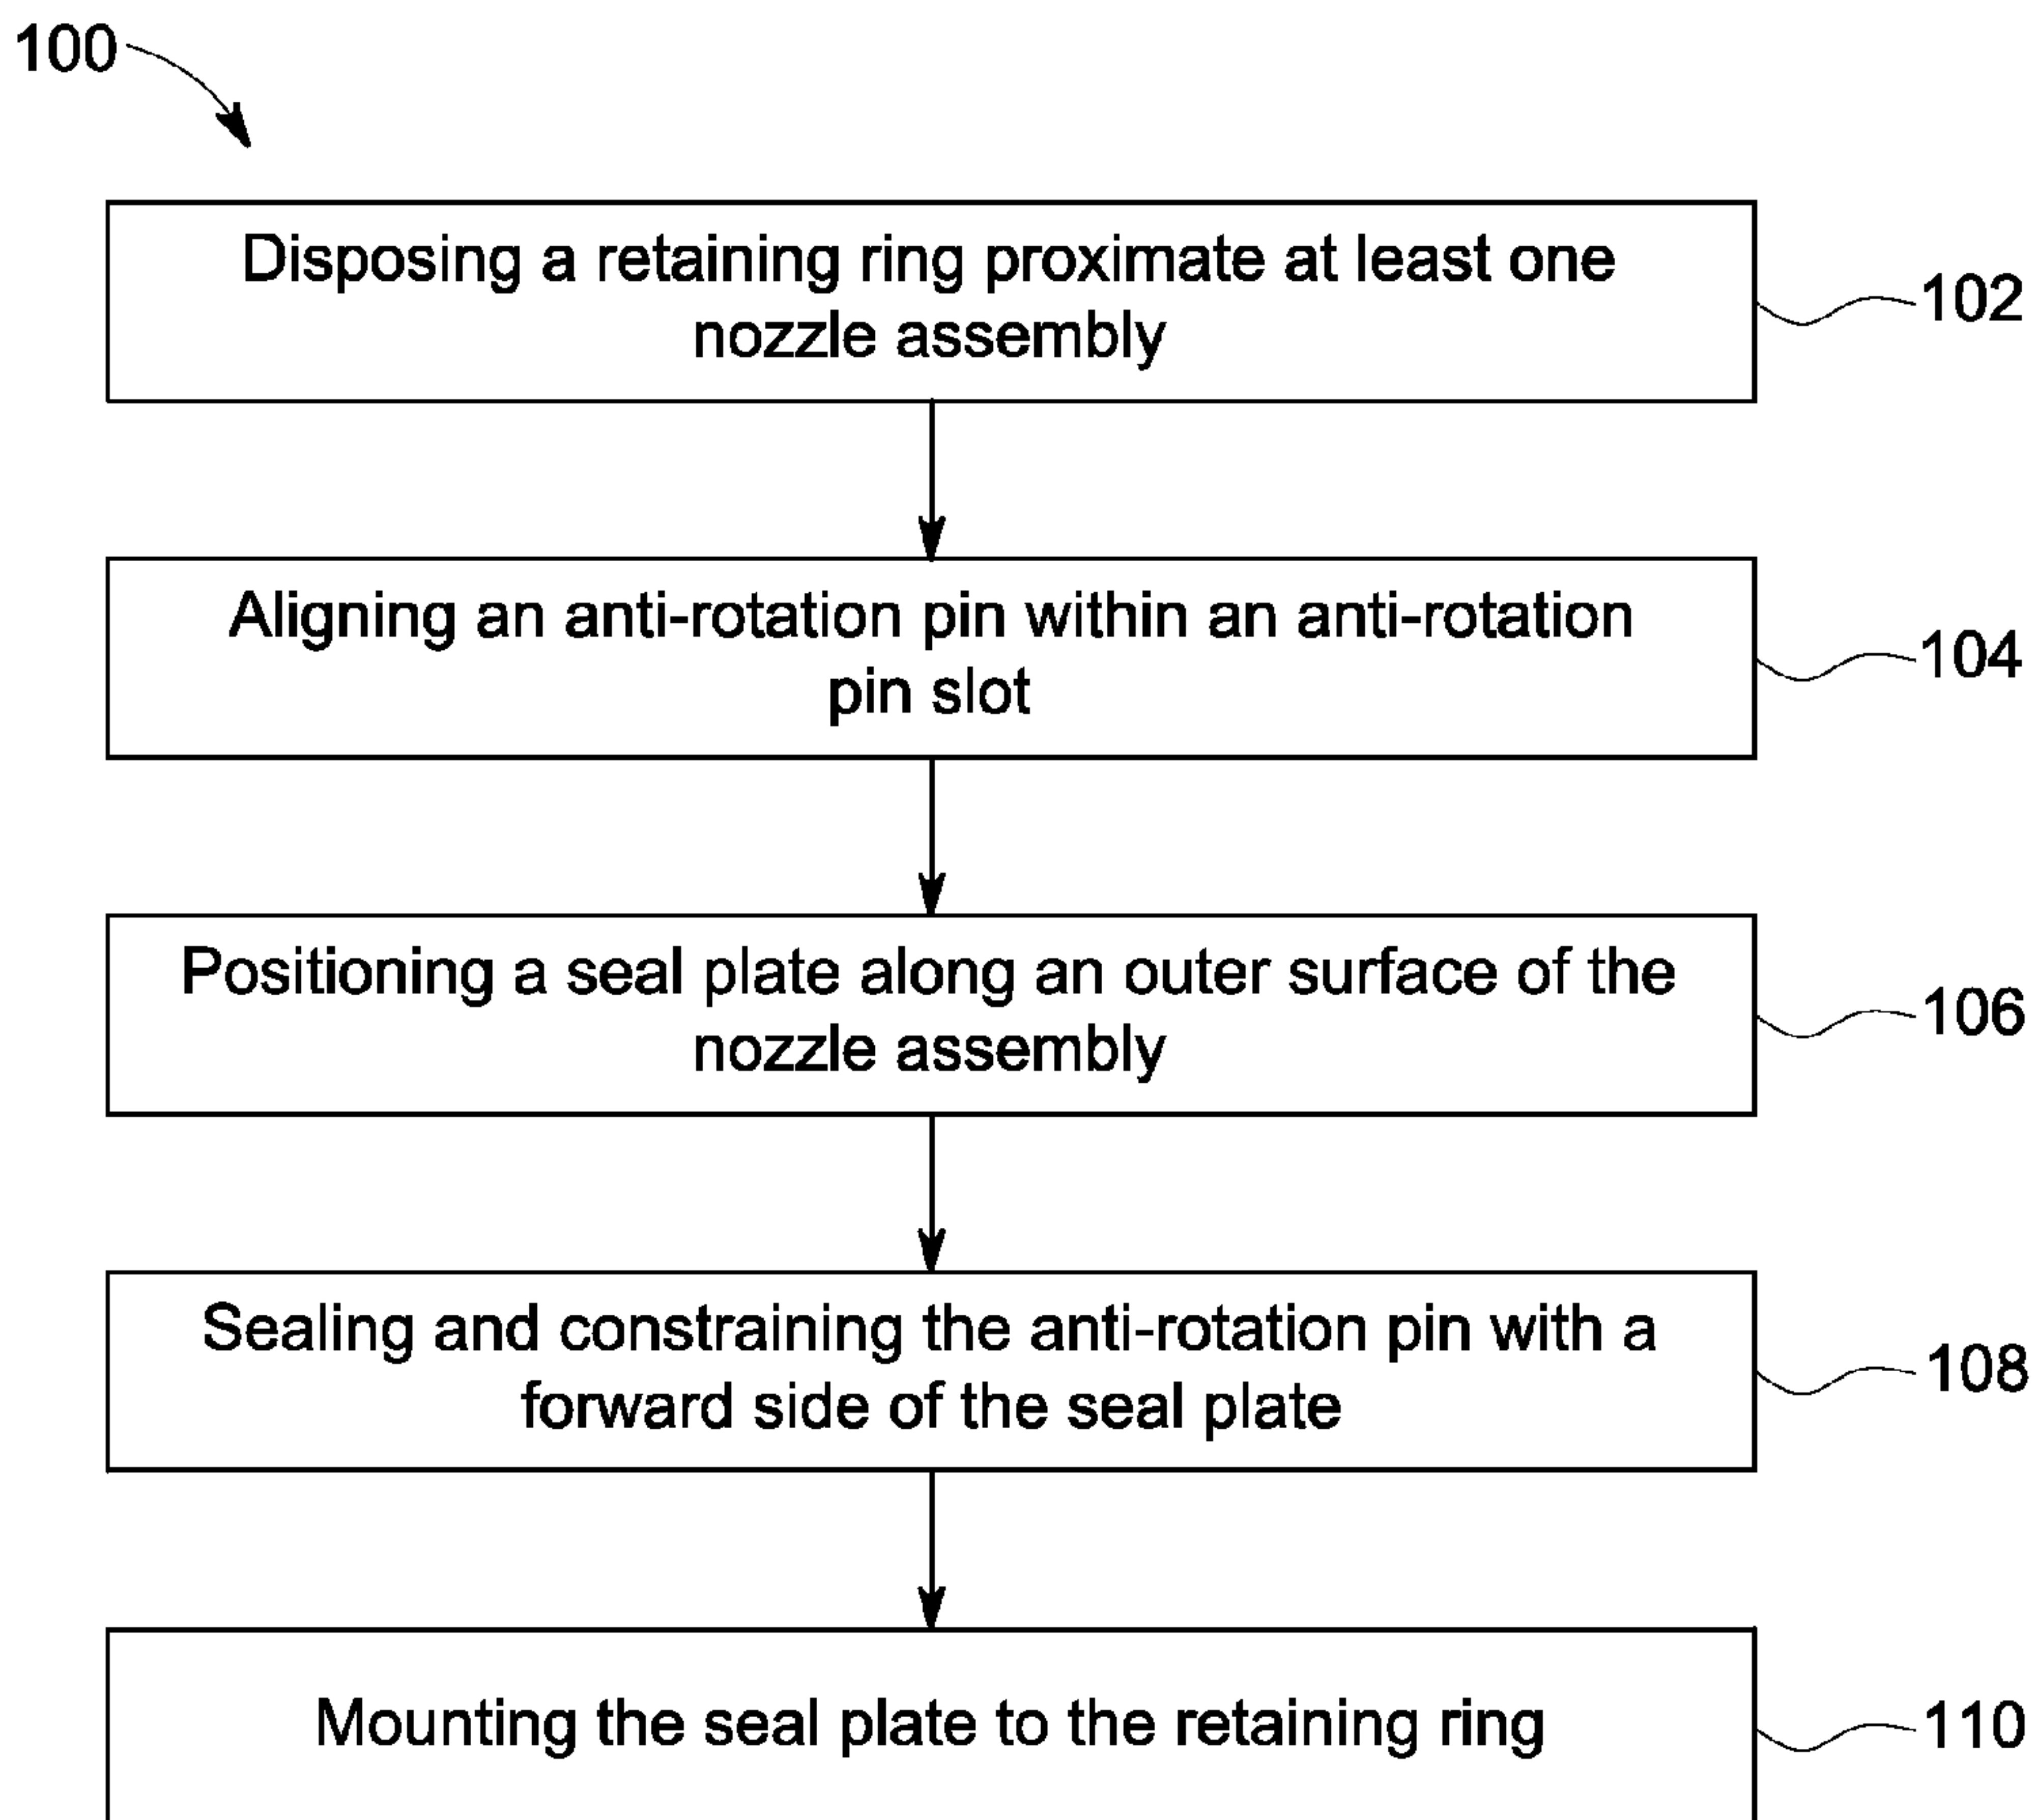 100
Disposing a retaining ring proximate at least one
nozzle assembly
102
Aligning an anti-rotation pin within an anti-rotation
pin slot
104
Positioning a seal plate along an outer surface of the
nozzle assembly
106
Sealing and constraining the anti-rotation pin with a
forward side of the seal plate
108
Mounting the seal plate to the retaining ring
110